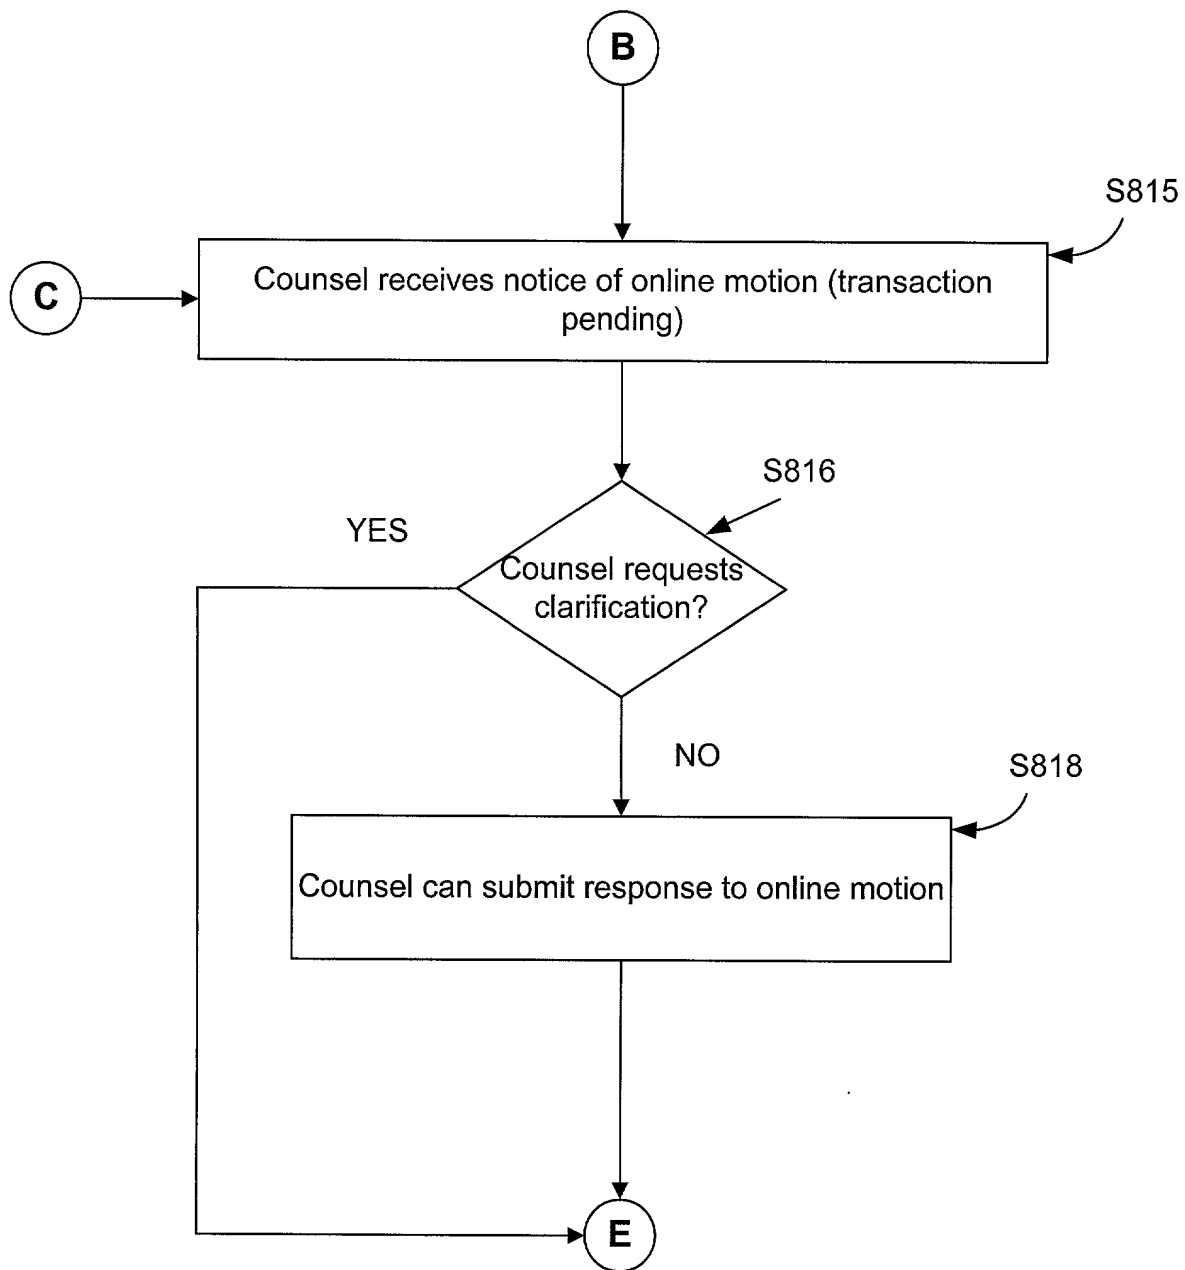 B
S815
Counsel receives notice of online motion (transaction
pending)
C
S816
YES
Counsel requests
clarification?
NO
S818
Counsel can submit response to online motion
E